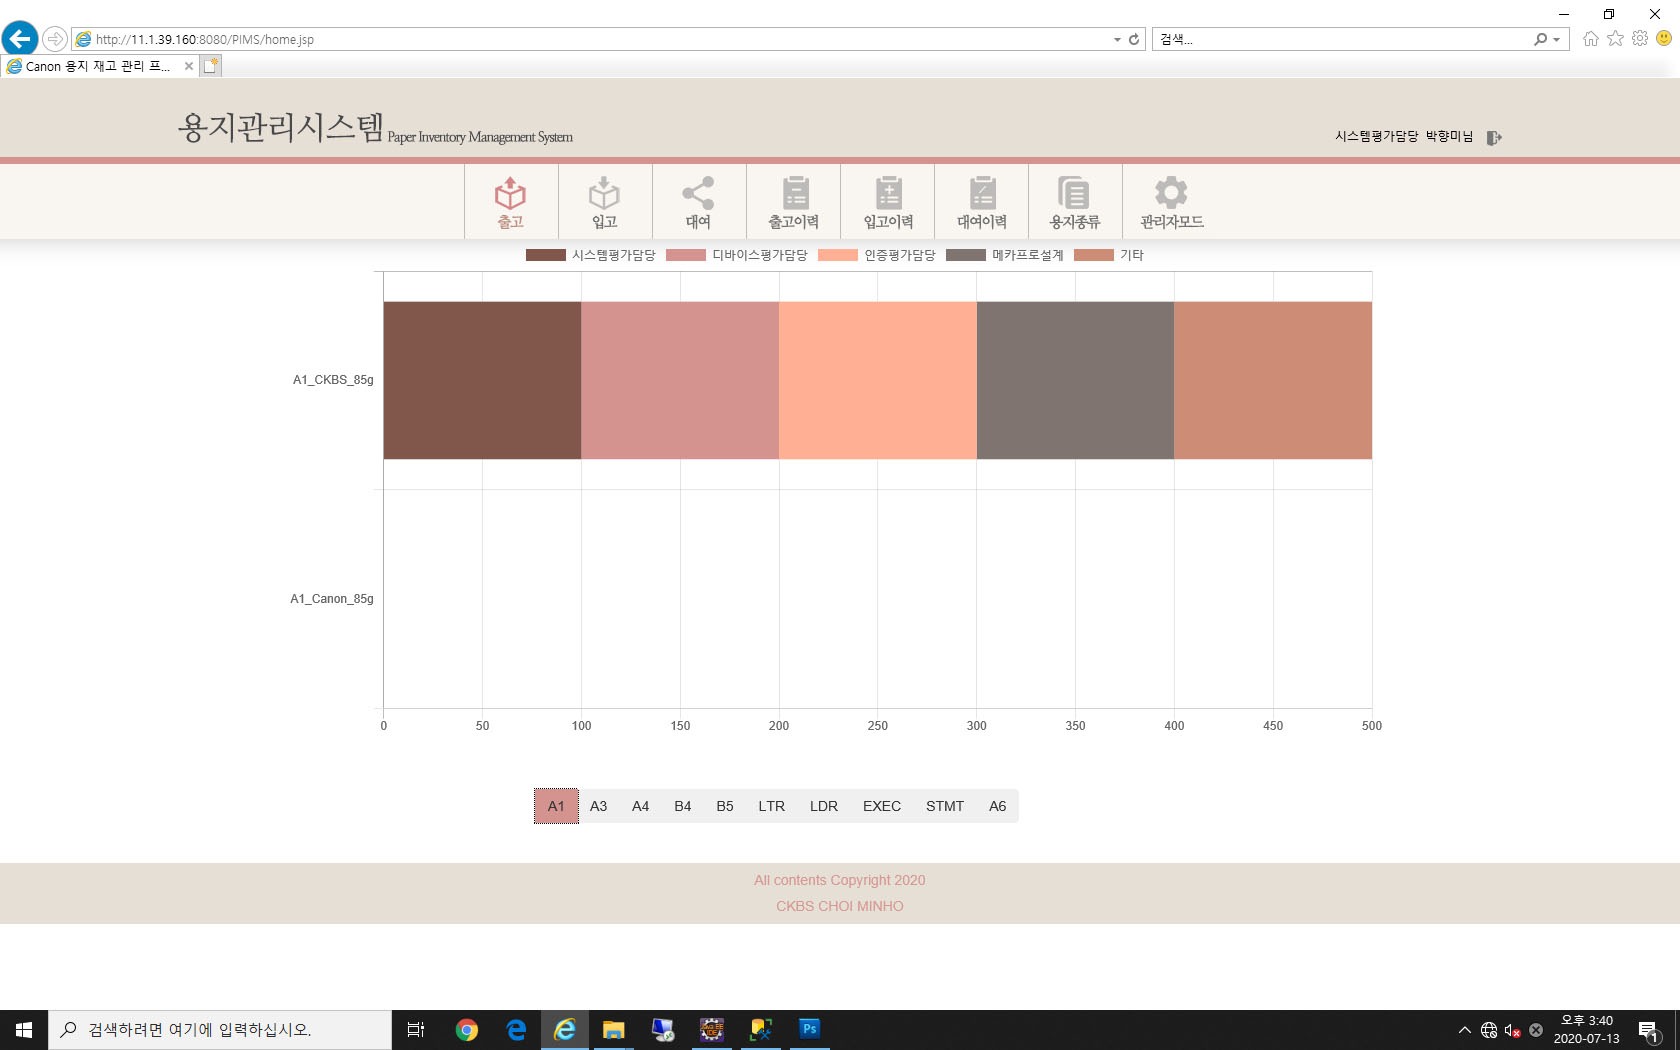 http://11.1.39.160:8080/PIMS/home.jsp
검색...
Canon 용지 재고 관리 프...
용지관리시스템 Paper Inventory Management System
시스템평가담당 박향미님
출고 입고 대여 출고이력 입고이력 대여이력 용지종류 관리자모드
시스템평가담당 디바이스평가담당 인증평가담당 메카프로설계 기타
A1_CKBS_85g
A1_Canon_85g
0 50 100 150 200 250 300 350 400 450 500
A1 A3 A4 B4 B5 LTR LDR EXEC STMT A6
All contents Copyright 2020
CKBS CHOI MINHO
검색하려면 여기에 입력하십시오.
Ps
오후 3:40
2020-07-13
1